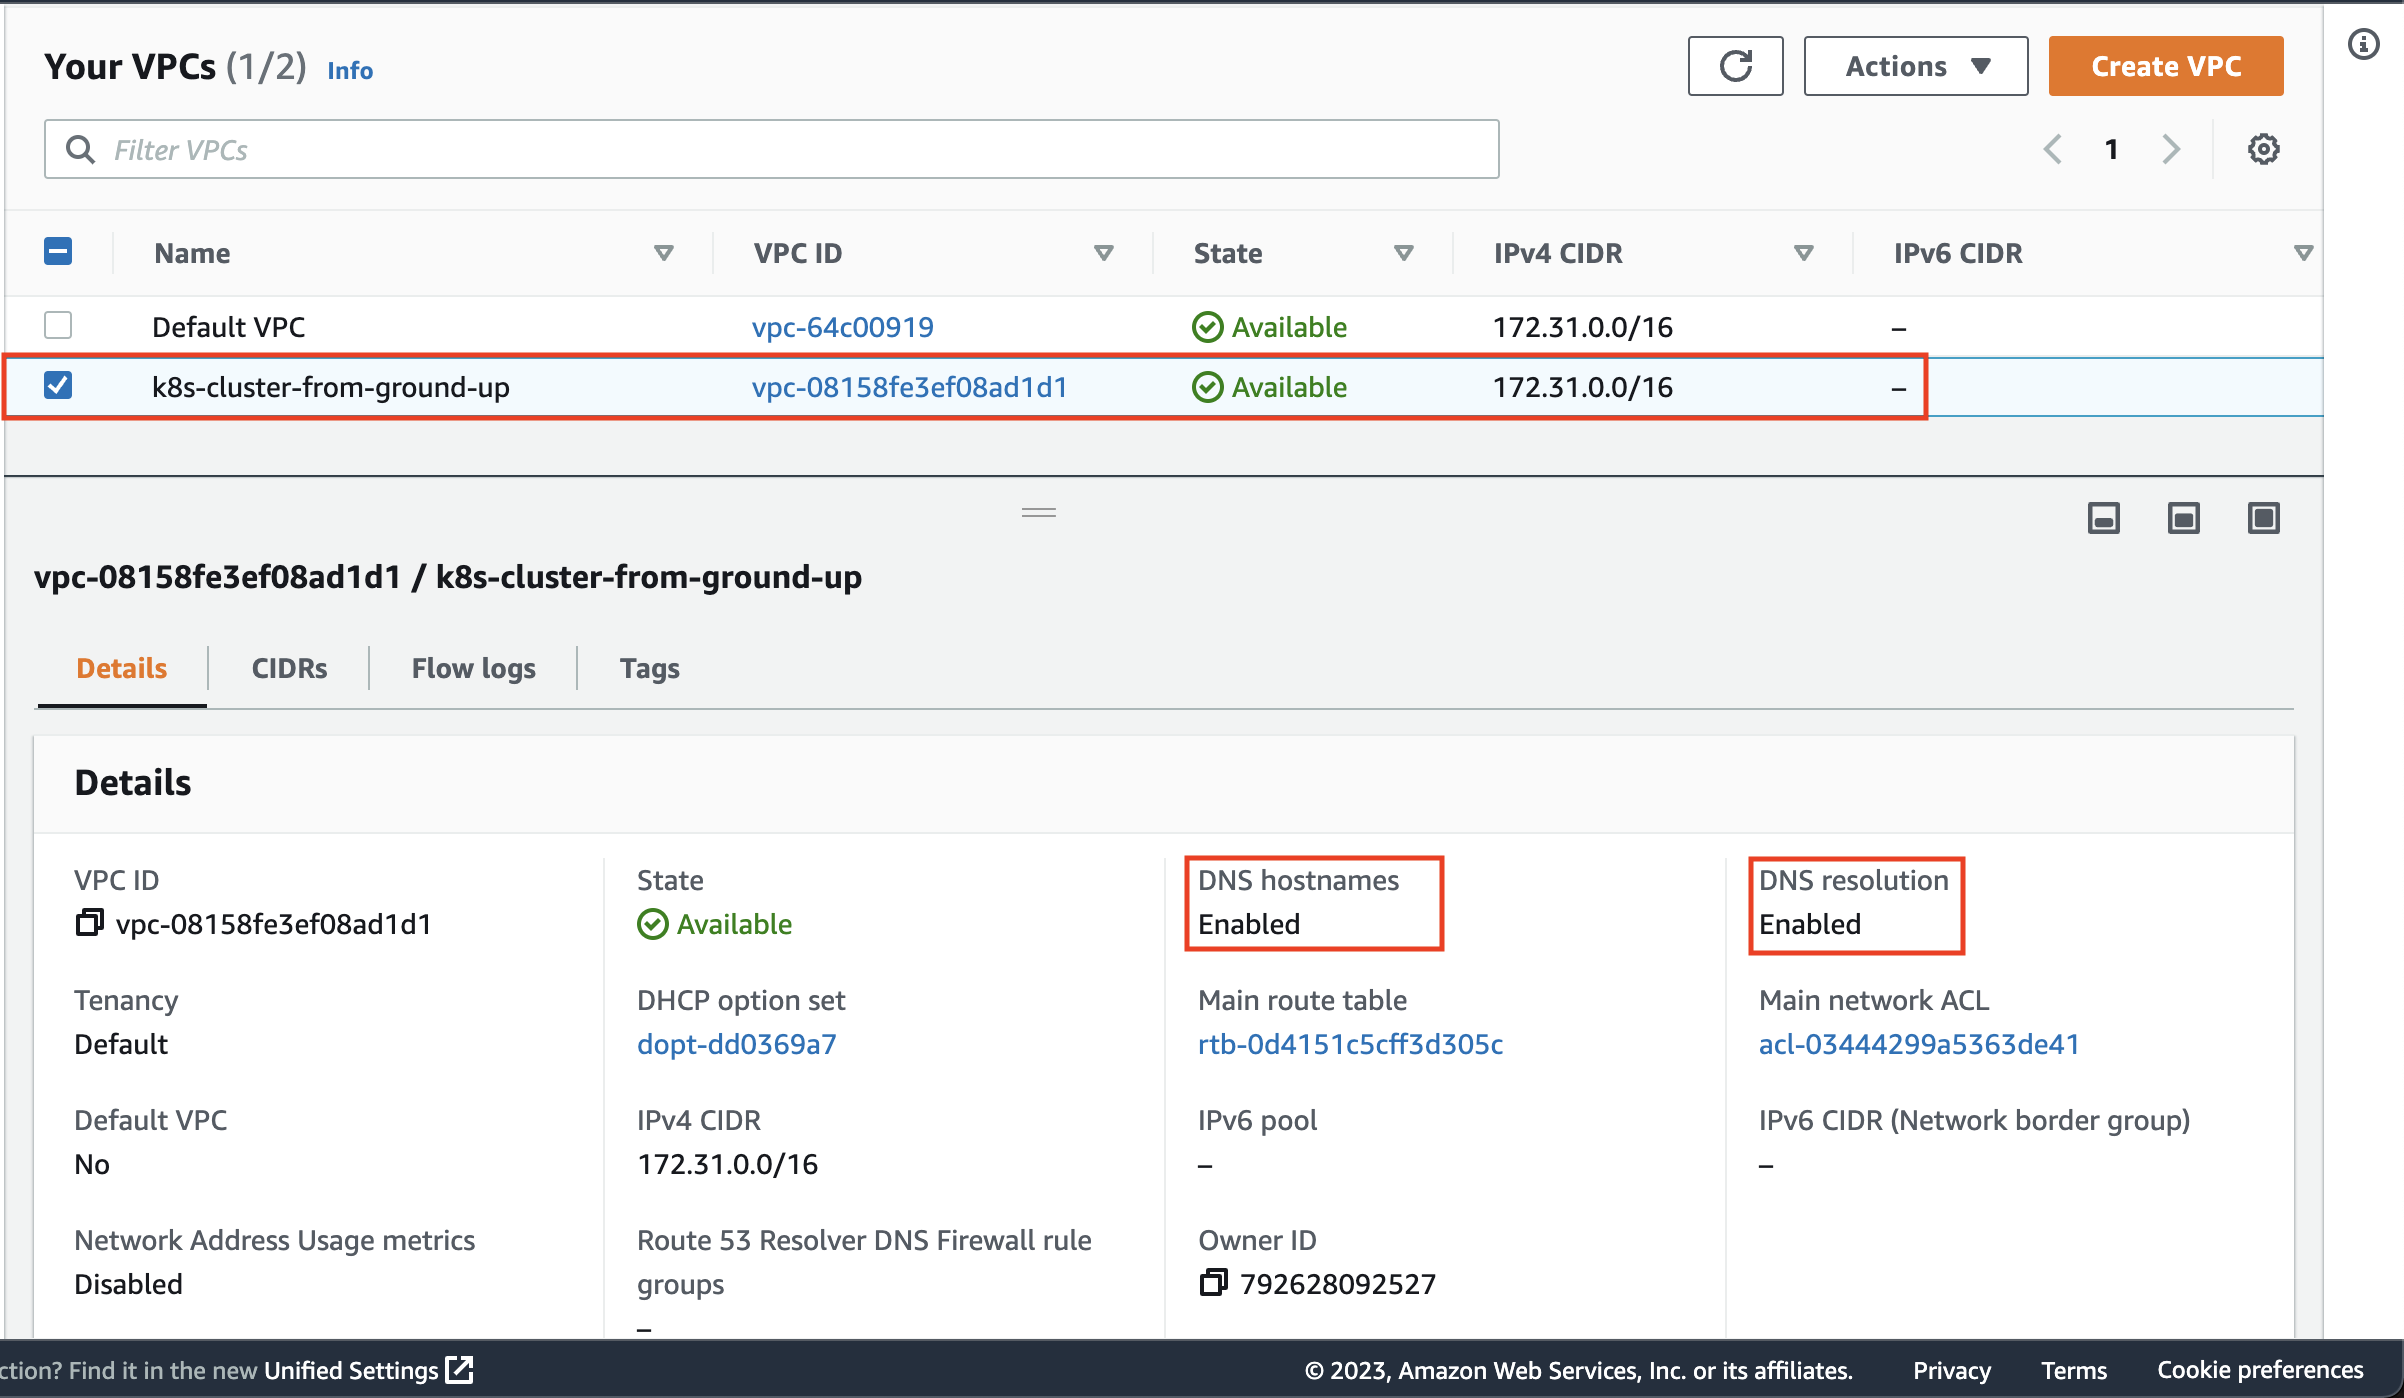 Your VPCs (1/2) Info
Actions
Create VPC
Filter VPCs
1
Name VPC ID State IPv4 CIDR IPv6 CIDR
Default VPC vpc-64c00919 Available 172.31.0.0/16 –
k8s-cluster-from-ground-up vpc-08158fe3ef08ad1d1 Available 172.31.0.0/16 –
vpc-08158fe3ef08ad1d1 / k8s-cluster-from-ground-up
Details CIDRs Flow logs Tags
Details
VPC ID
vpc-08158fe3ef08ad1d1
State
Available
DNS hostnames
Enabled
DNS resolution
Enabled
Tenancy
Default
DHCP option set
dopt-dd0369a7
Main route table
rtb-0d4151c5cff3d305c
Main network ACL
acl-03444299a5363de41
Default VPC
No
IPv4 CIDR
172.31.0.0/16
IPv6 pool
–
IPv6 CIDR (Network border group)
–
Network Address Usage metrics
Disabled
Route 53 Resolver DNS Firewall rule
groups
–
Owner ID
792628092527
ction? Find it in the new Unified Settings
© 2023, Amazon Web Services, Inc. or its affiliates. Privacy Terms Cookie preferences